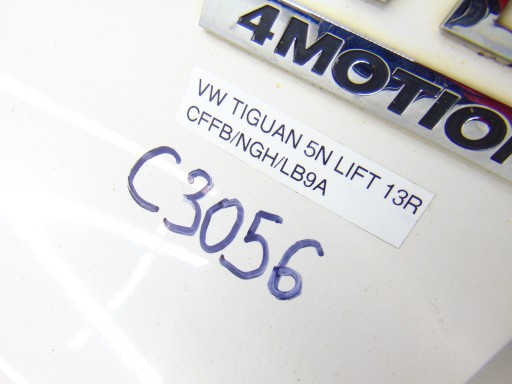 4MOTION
VW TIGUAN 5N LIFT 13R
CFFB/NGH/LB9A
C3056